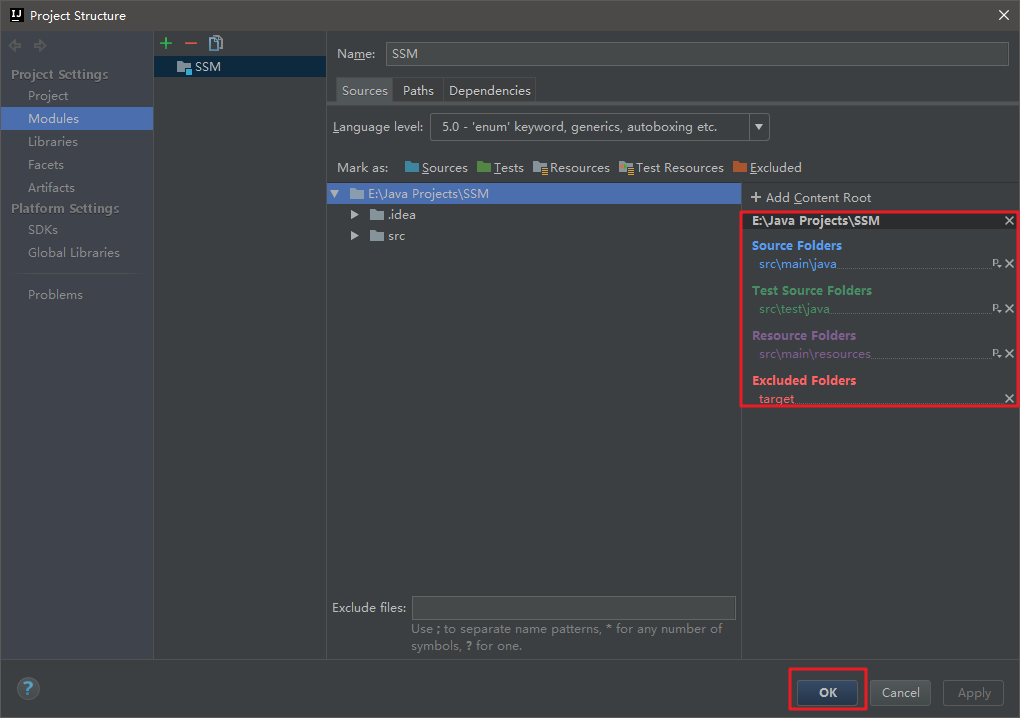 Project Structure
Project Settings
Project
Modules
Libraries
Facets
Artifacts
Platform Settings
SDKs
Global Libraries
Problems
SSM
Name: SSM
Sources Paths Dependencies
Language level: 5.0 - 'enum' keyword, generics, autoboxing etc.
Mark as: Sources Tests Resources Test Resources Excluded
E:\Java Projects\SSM
.idea
src
+ Add Content Root
E:\Java Projects\SSM
Source Folders
src\main\java
Test Source Folders
src\test\java
Resource Folders
src\main\resources
Excluded Folders
target
Exclude files:
Use ; to separate name patterns, * for any number of
symbols, ? for one.
? OK Cancel Apply